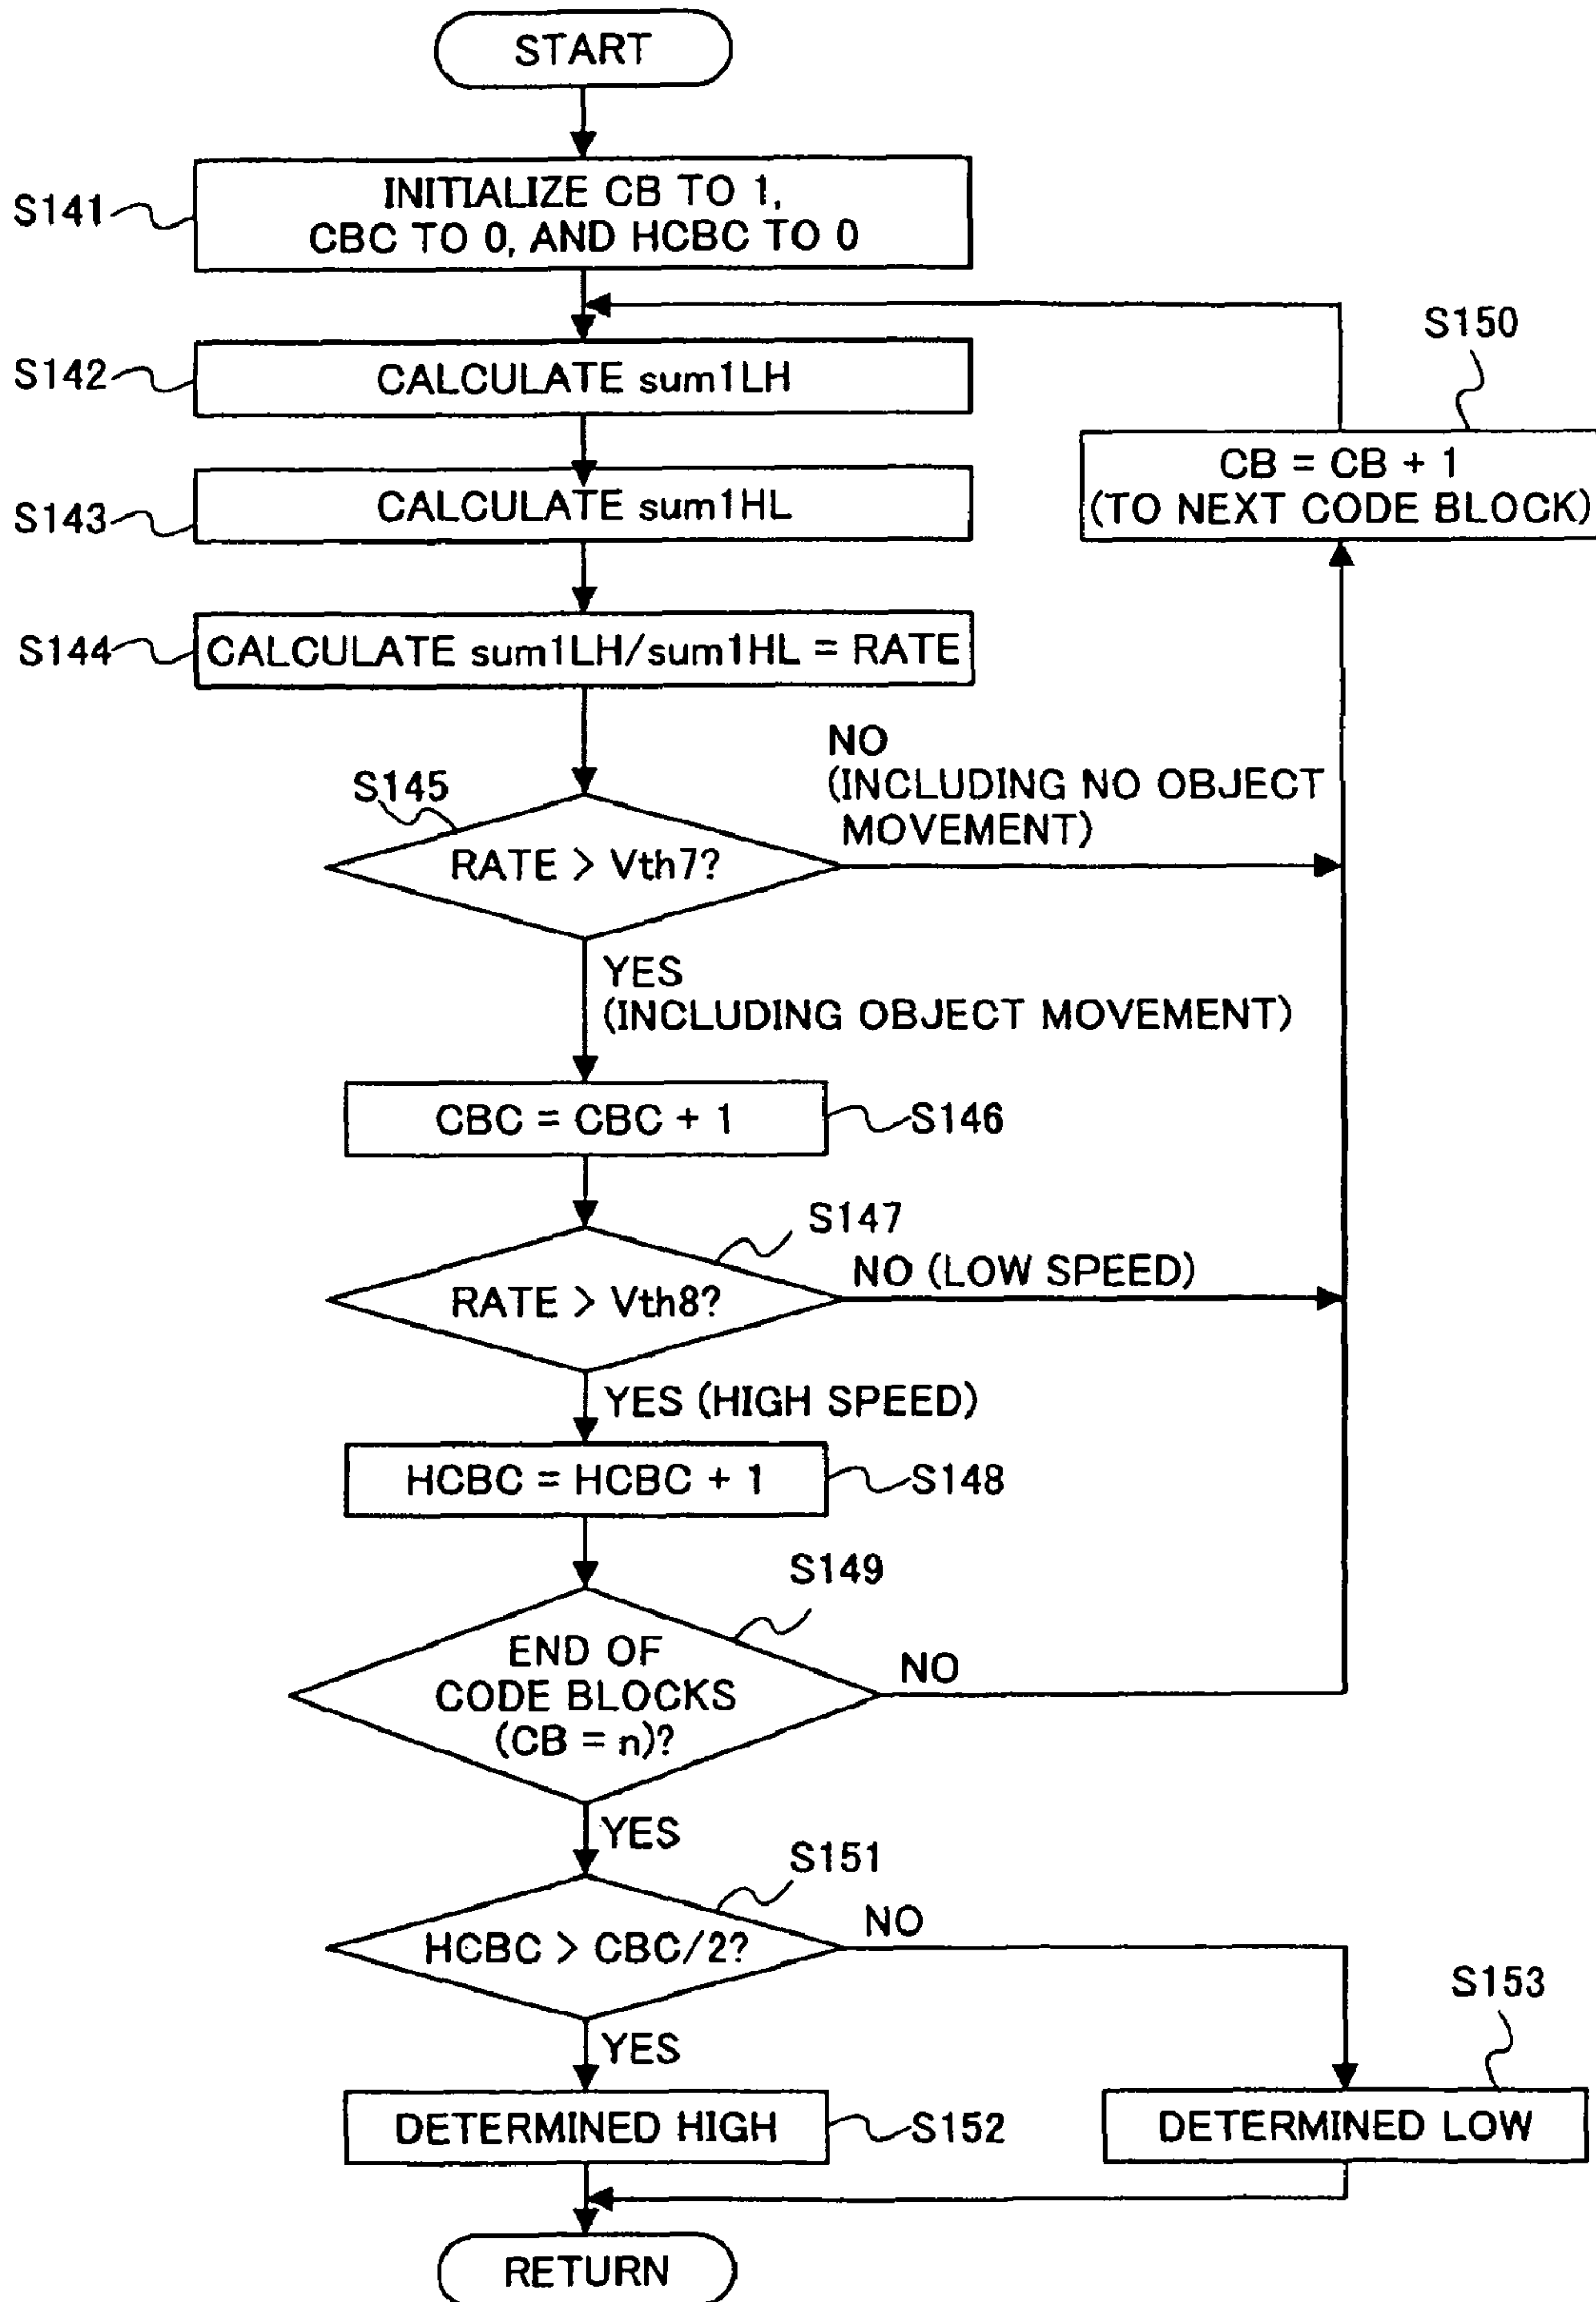 START
S141
INITIALIZE CB TO 1,
CBC TO 0, AND HCBC TO 0
S150
S142
CALCULATE sum1LH
CB = CB + 1
(TO NEXT CODE BLOCK)
S143
CALCULATE sum1HL
S144
CALCULATE sum1LH/sum1HL = RATE
NO
(INCLUDING NO OBJECT
MOVEMENT)
S145
RATE > Vth7?
YES
(INCLUDING OBJECT MOVEMENT)
CBC = CBC + 1
S146
S147
NO (LOW SPEED)
RATE > Vth8?
YES (HIGH SPEED)
HCBC = HCBC + 1
S148
S149
END OF
CODE BLOCKS
(CB = n)?
NO
YES
S151
HCBC > CBC/2?
NO
S153
YES
DETERMINED HIGH
S152
DETERMINED LOW
RETURN